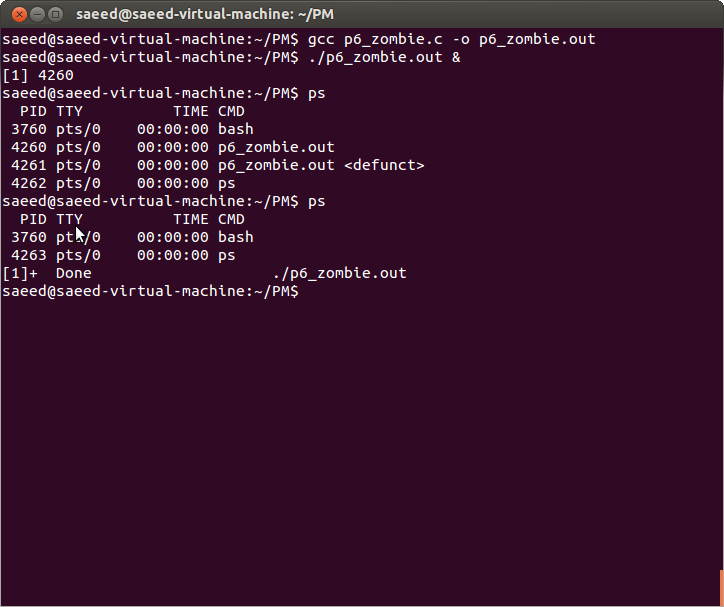 saeed@saeed-virtual-machine: ~/PM
saeed@saeed-virtual-machine:~/PM$ gcc p6_zombie.c -o p6_zombie.out
saeed@saeed-virtual-machine:~/PM$ ./p6_zombie.out &
[1] 4260
saeed@saeed-virtual-machine:~/PM$ ps
  PID TTY          TIME CMD
 3760 pts/0    00:00:00 bash
 4260 pts/0    00:00:00 p6_zombie.out
 4261 pts/0    00:00:00 p6_zombie.out <defunct>
 4262 pts/0    00:00:00 ps
saeed@saeed-virtual-machine:~/PM$ ps
  PID TTY          TIME CMD
 3760 pts/0    00:00:00 bash
 4263 pts/0    00:00:00 ps
[1]+  Done                    ./p6_zombie.out
saeed@saeed-virtual-machine:~/PM$